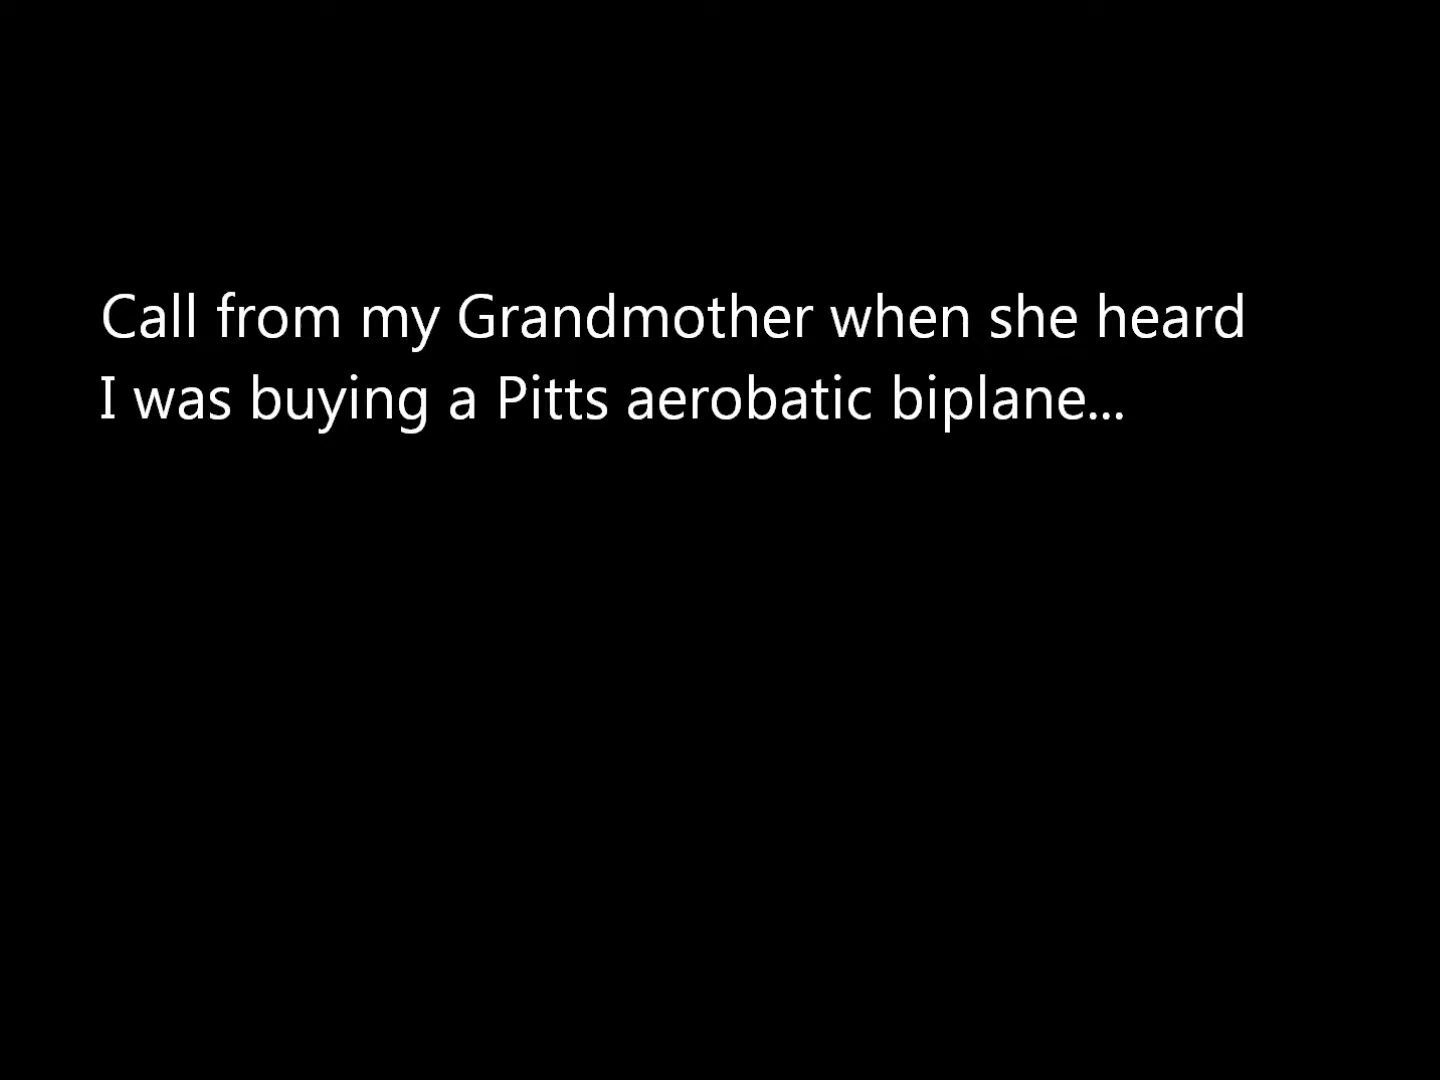 Call from my Grandmother when she heard
I was buying a Pitts aerobatic biplane...